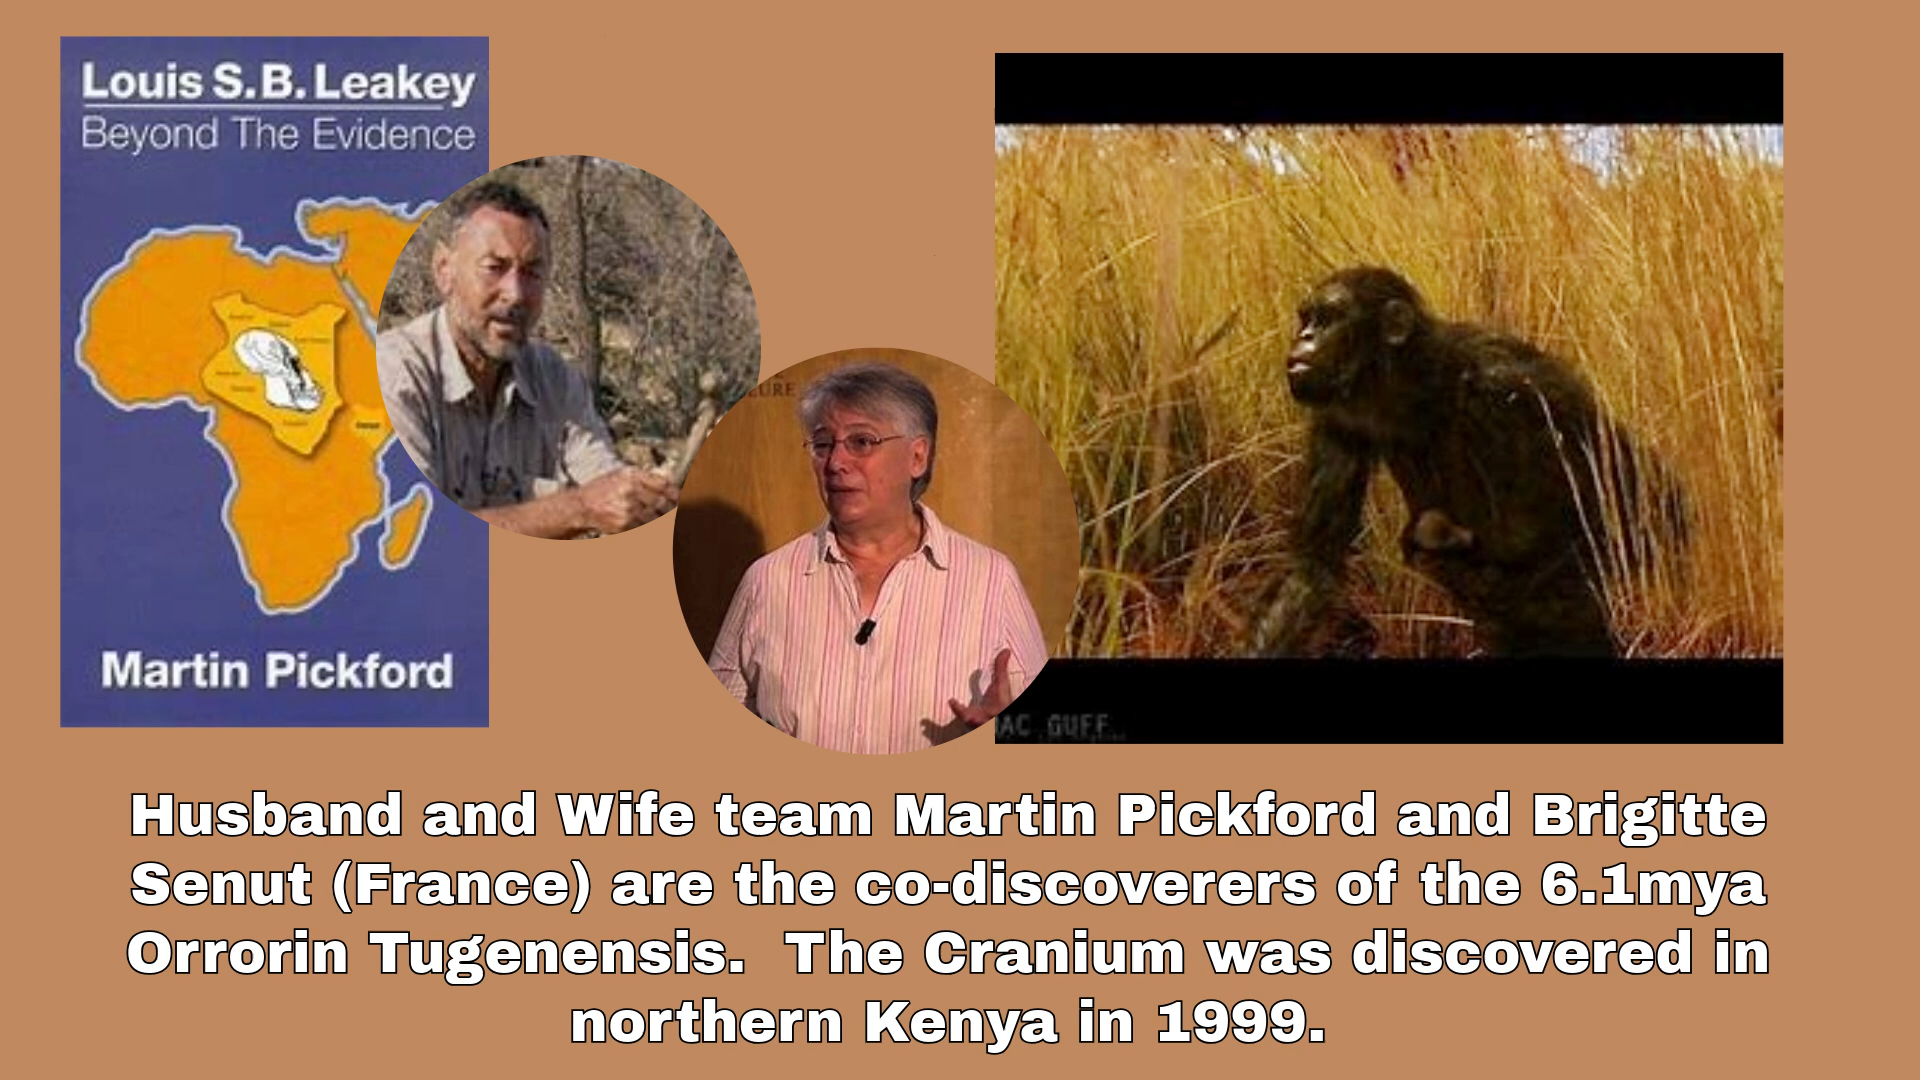 Louis S.B. Leakey
Beyond The Evidence
Martin Pickford
Husband and Wife team Martin Pickford and Brigitte
Senut (France) are the co-discoverers of the 6.1mya
Orrorin Tugenensis.  The Cranium was discovered in
northern Kenya in 1999.